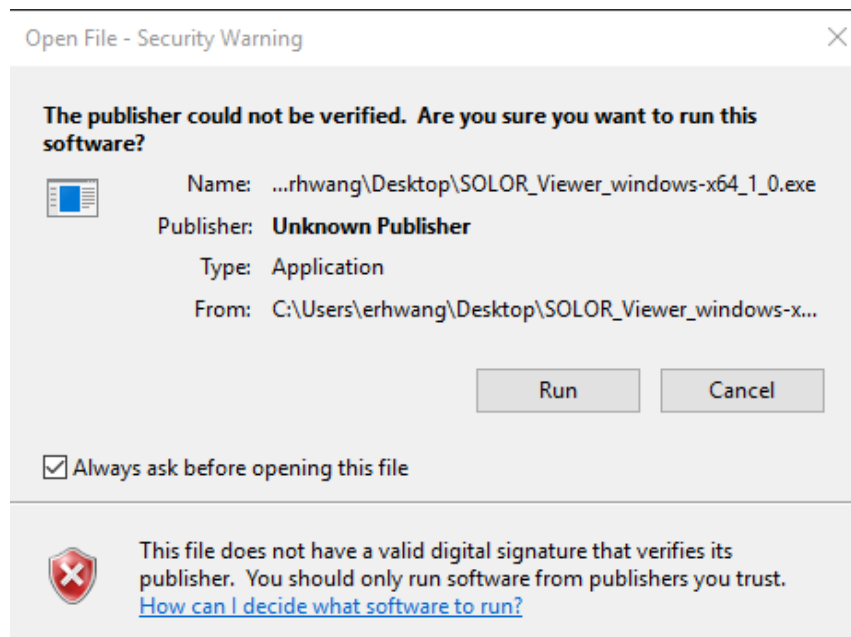 Open File - Security Warning
The publisher could not be verified.  Are you sure you want to run this
software?
Name: ...rhwang\Desktop\SOLOR_Viewer_windows-x64_1_0.exe
Publisher: Unknown Publisher
Type: Application
From: C:\Users\erhwang\Desktop\SOLOR_Viewer_windows-x...
Run Cancel
Always ask before opening this file
This file does not have a valid digital signature that verifies its
publisher.  You should only run software from publishers you trust.
How can I decide what software to run?